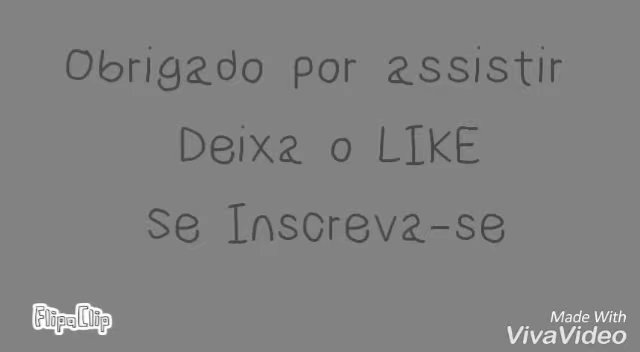 Obrigado por assistir
Deixa o LIKE
Se Inscreva-se
FlipaClip
Made With
VivaVideo